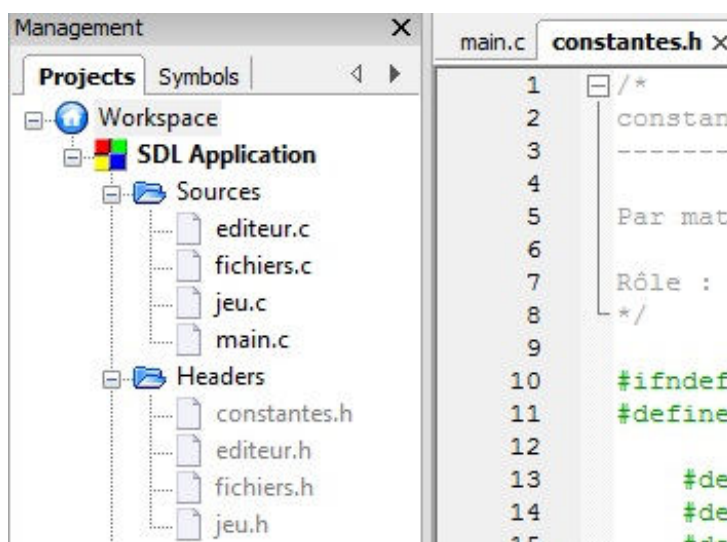 Management
Projects Symbols
Workspace
SDL Application
Sources
editeur.c
fichiers.c
jeu.c
main.c
Headers
constantes.h
editeur.h
fichiers.h
jeu.h
main.c constantes.h
1 /*
2 constan
3 --------
4
5 Par mat
6
7 Rôle :
8 */
9
10 #ifndef
11 #define
12
13 #de
14 #de
15 #de